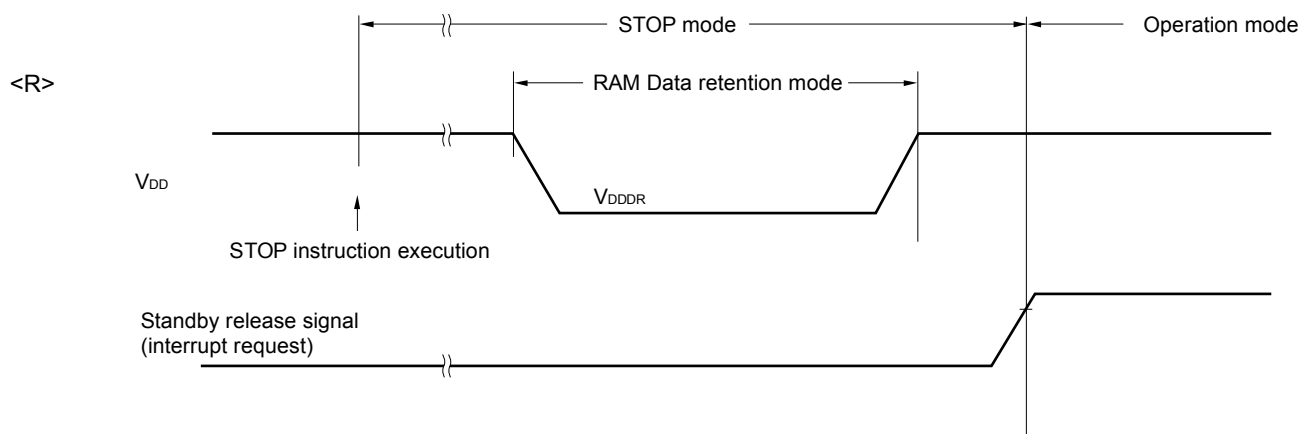 STOP mode
Operation mode
<R>
RAM Data retention mode
VDD
VDDDR
STOP instruction execution
Standby release signal
(interrupt request)